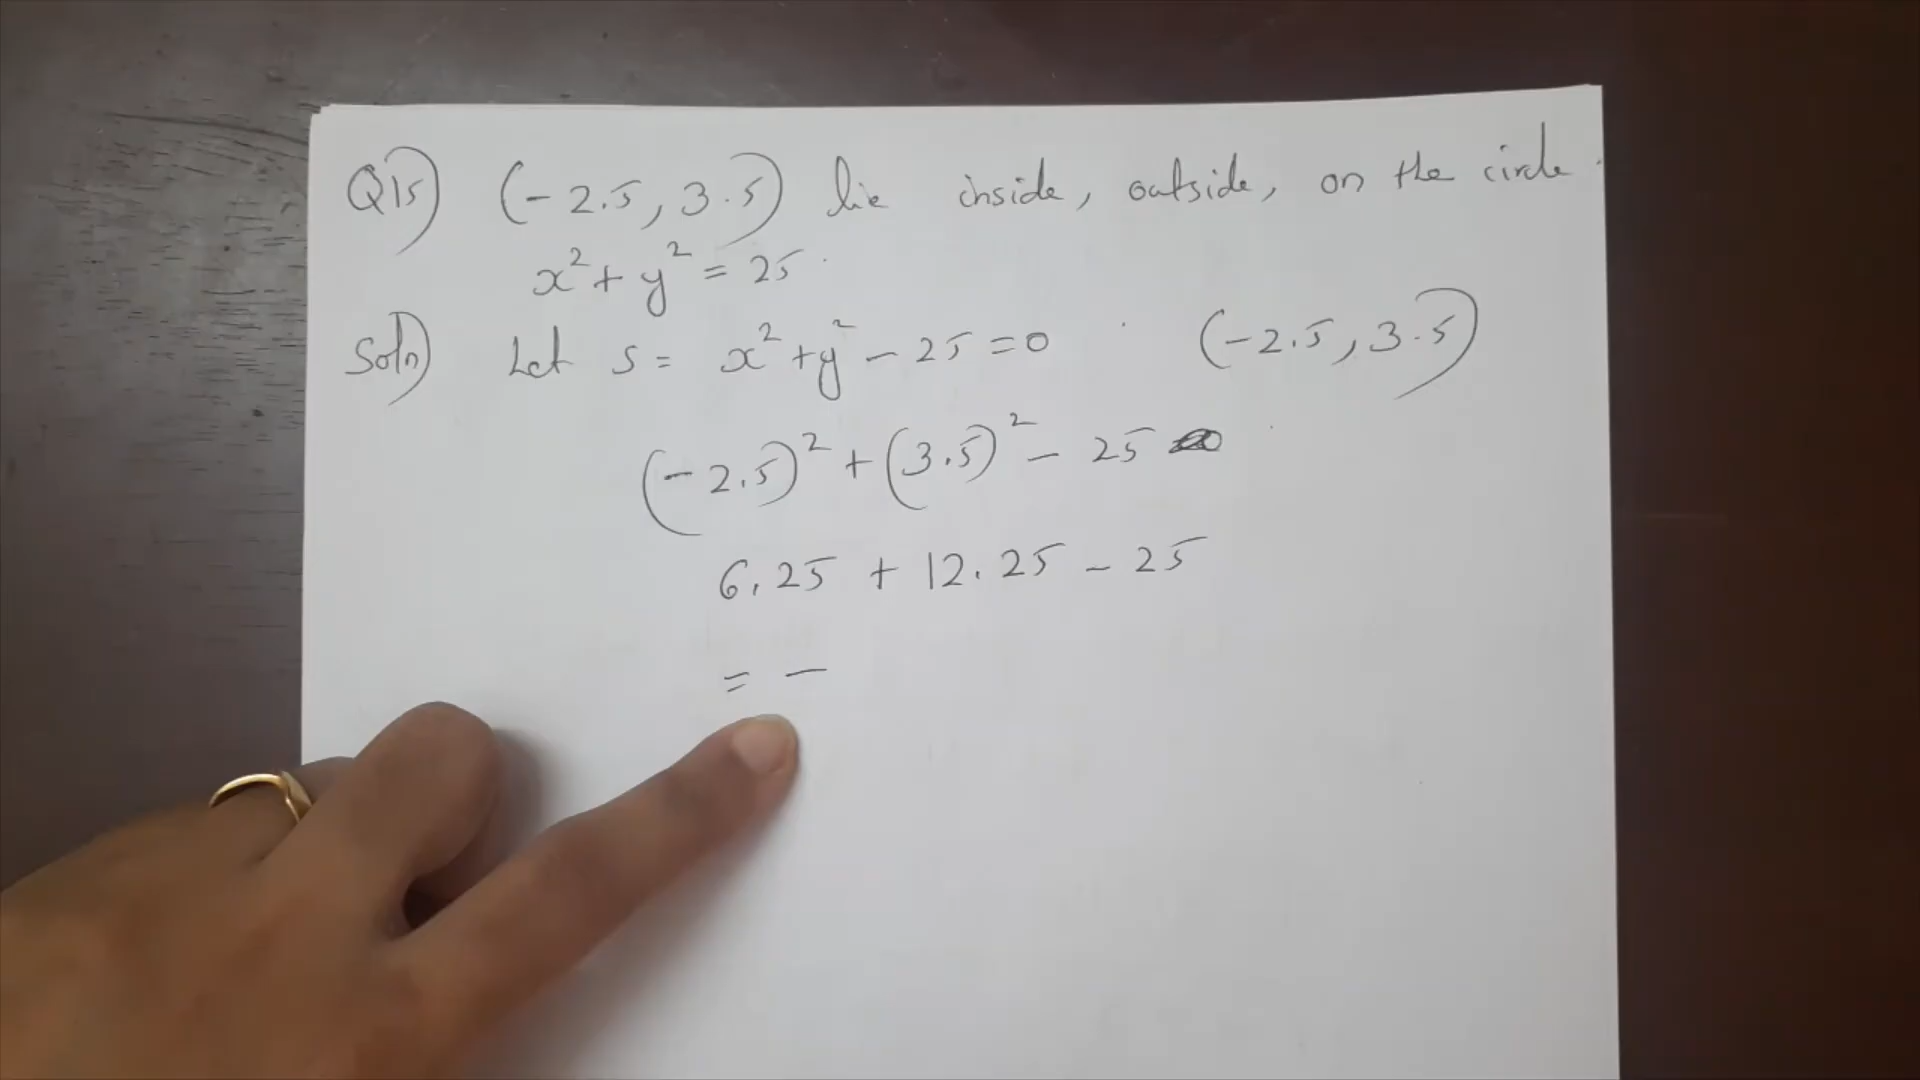 Q15) (-2.5, 3.5) lie inside, outside, on the circle.
x² + y² = 25.
Soln) Let S = x² + y² - 25 = 0 (-2.5, 3.5)
(-2.5)² + (3.5)² - 25
6.25 + 12.25 - 25
= -